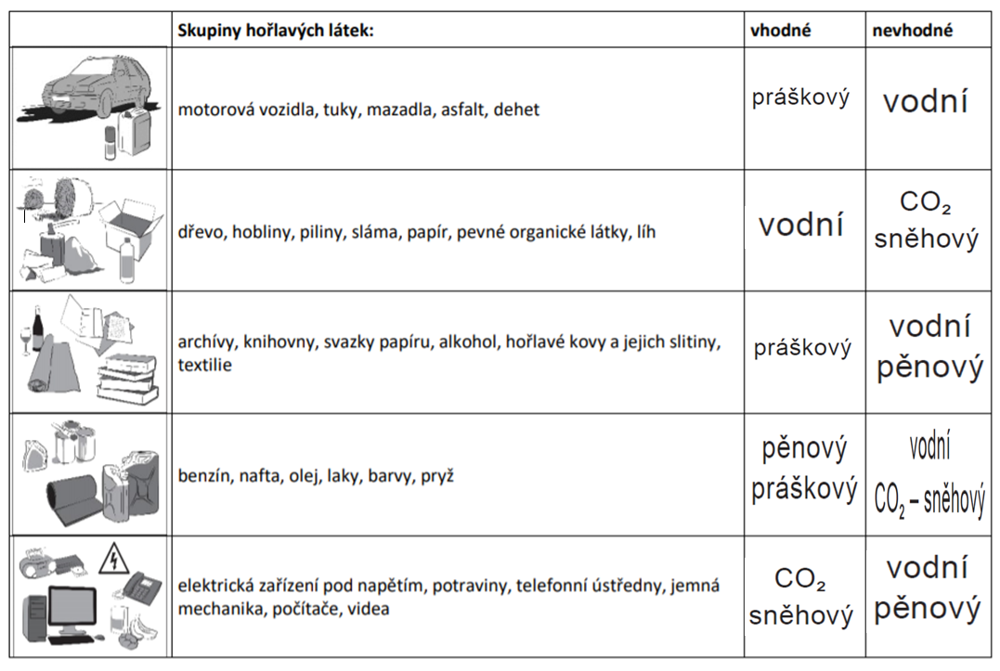 Skupiny hořlavých látek:
vhodné
nevhodné
motorová vozidla, tuky, mazadla, asfalt, dehet
práškový
vodní
dřevo, hobliny, piliny, sláma, papír, pevné organické látky, líh
vodní
CO₂
sněhový
archívy, knihovny, svazky papíru, alkohol, hořlavé kovy a jejich slitiny,
textilie
práškový
vodní
pěnový
benzín, nafta, olej, laky, barvy, pryž
pěnový
práškový
vodní
CO₂ – sněhový
elektrická zařízení pod napětím, potraviny, telefonní ústředny, jemná
mechanika, počítače, videa
CO₂
sněhový
vodní
pěnový